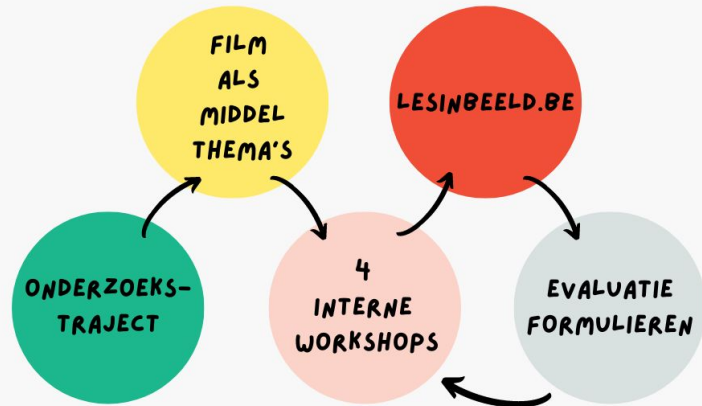 FILM
ALS
MIDDEL
THEMA'S
LESINBEELD.BE
ONDERZOEKS-
TRAJECT
4
INTERNE
WORKSHOPS
EVALUATIE
FORMULIEREN